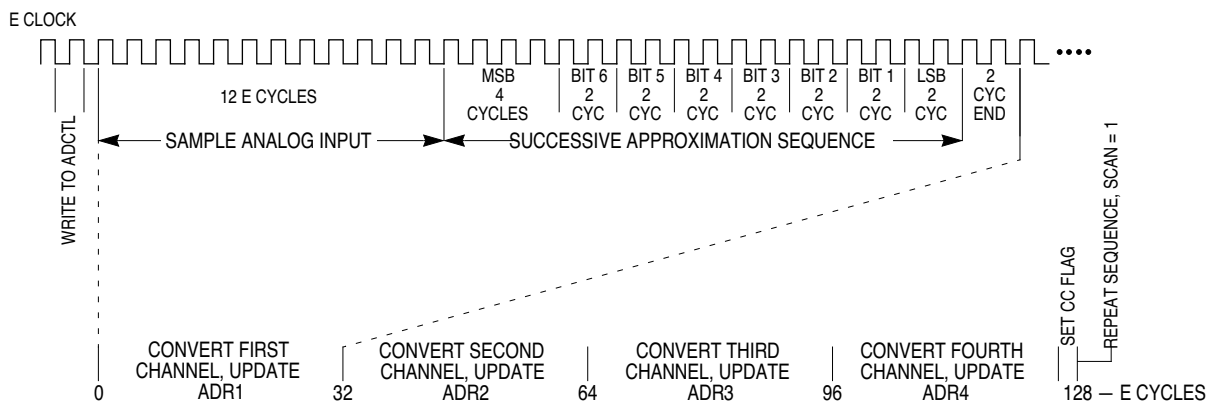 E CLOCK
MSB
4
CYCLES
BIT 6
2
CYC
BIT 5
2
CYC
BIT 4
2
CYC
BIT 3
2
CYC
BIT 2
2
CYC
BIT 1
2
CYC
LSB
2
CYC
2
CYC
END
12 E CYCLES
WRITE TO ADCTL
SAMPLE ANALOG INPUT
SUCCESSIVE APPROXIMATION SEQUENCE
SET CC FLAG
REPEAT SEQUENCE, SCAN = 1
CONVERT FIRST
CHANNEL, UPDATE
ADR1
CONVERT SECOND
CHANNEL, UPDATE
ADR2
CONVERT THIRD
CHANNEL, UPDATE
ADR3
CONVERT FOURTH
CHANNEL, UPDATE
ADR4
0
32
64
96
128 — E CYCLES